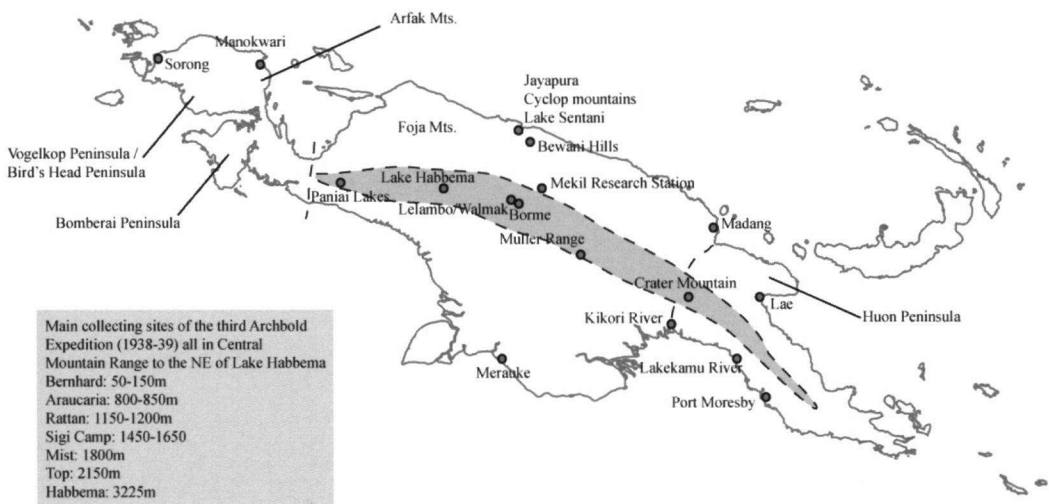 Arfak Mts.
Manokwari
Sorong
Jayapura
Cyclop mountains
Lake Sentani
Foja Mts.
Bewani Hills
Vogelkop Peninsula /
Bird's Head Peninsula
Lake Habbema
Mekil Research Station
Paniai Lakes
Lelambo/Walmak
Borme
Bomberai Peninsula
Madang
Muller Range
Crater Mountain
Lae
Huon Peninsula
Kikori River
Merauke
Lakekamu River
Port Moresby
Main collecting sites of the third Archbold
Expedition (1938-39) all in Central
Mountain Range to the NE of Lake Habbema
Bernhard: 50-150m
Araucaria: 800-850m
Rattan: 1150-1200m
Sigi Camp: 1450-1650
Mist: 1800m
Top: 2150m
Habbema: 3225m